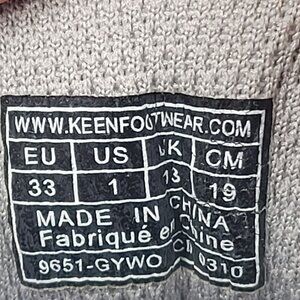 WWW.KEENFOOTWEAR.COM
EU US UK CM
33 1 13 19
MADE IN CHINA
Fabriqué en Chine
9651-GYWO 0310